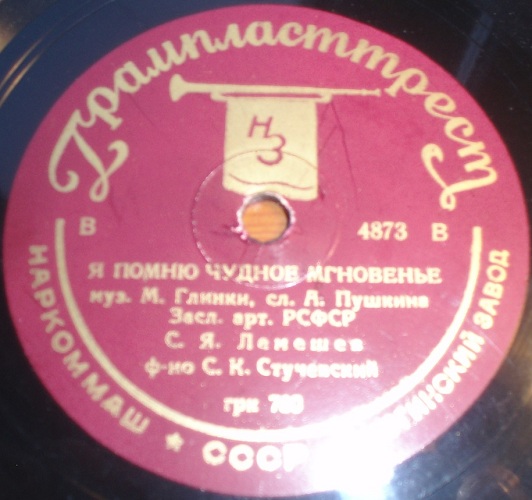 Грампласттрест
НЗ
В 4873 В
Я ПОМНЮ ЧУДНОЕ МГНОВЕНЬЕ
муз. М. Глинки, сл. А. Пушкина
Засл. арт. РСФСР
С. Я. Лемешев
ф-но С. К. Стучевский
грк
НАРКОММАШ ★ СССР ЗАВОД